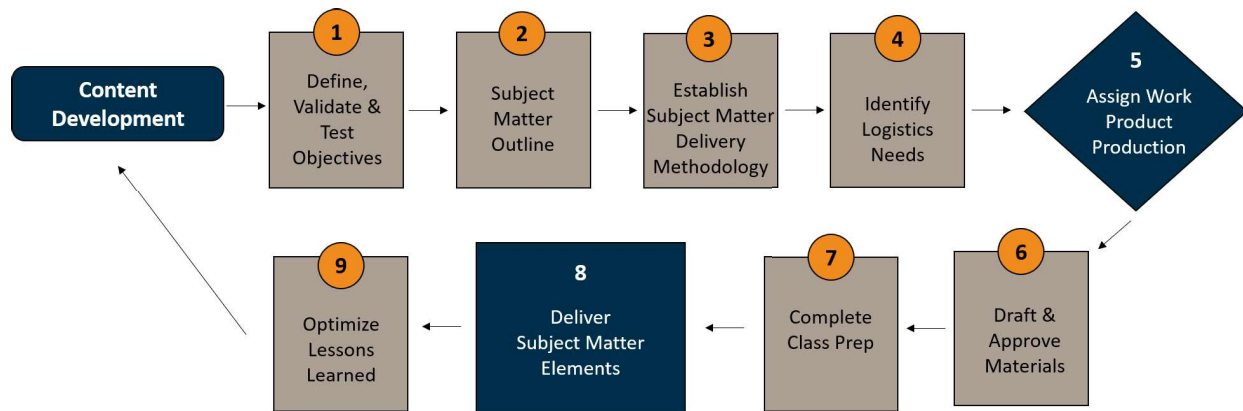 Content
Development
1
Define,
Validate &
Test
Objectives
2
Subject
Matter
Outline
3
Establish
Subject Matter
Delivery
Methodology
4
Identify
Logistics
Needs
5
Assign Work
Product
Production
6
Draft &
Approve
Materials
7
Complete
Class Prep
8
Deliver
Subject Matter
Elements
9
Optimize
Lessons
Learned